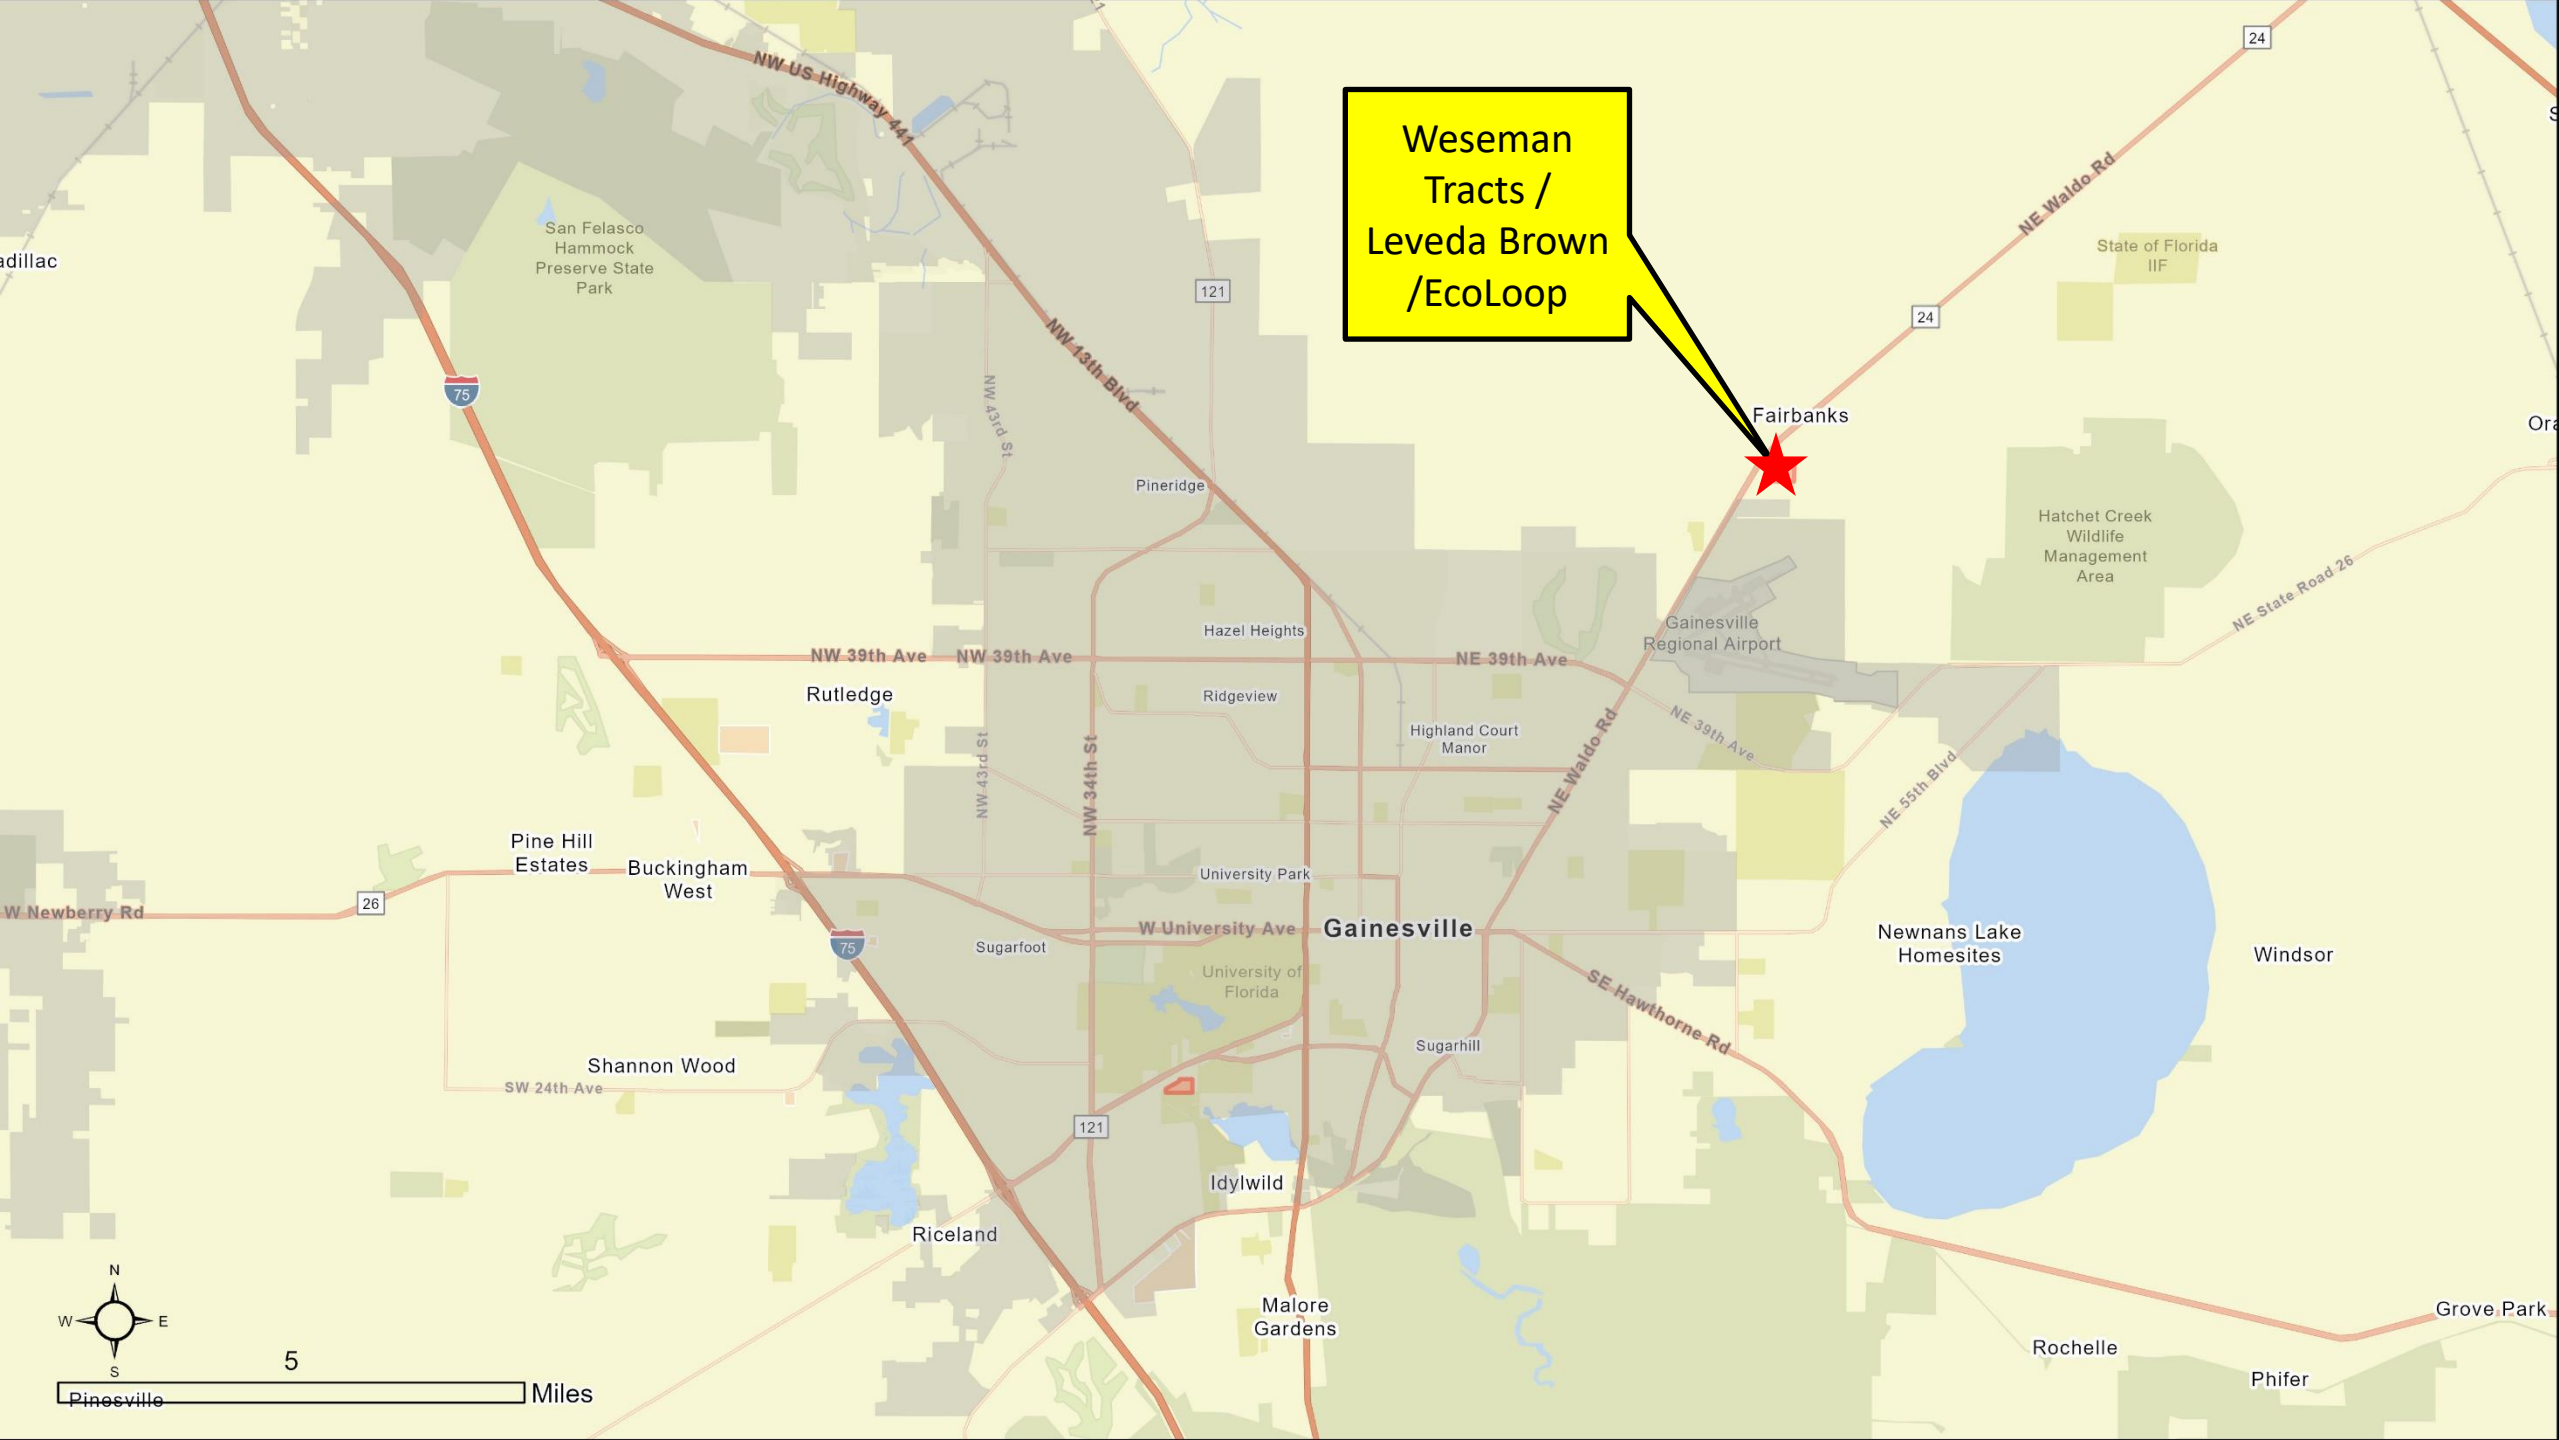 24
NW US Highway 441
Weseman
Tracts /
Leveda Brown
/EcoLoop
NE Waldo Rd
San Felasco
Hammock
Preserve State
Park
State of Florida
IIF
adillac
121
24
NW 13th Blvd
75
NW 43rd St
Fairbanks
Ora
Pineridge
Hatchet Creek
Wildlife
Management
Area
NE State Road 26
Gainesville
Regional Airport
Hazel Heights
NW 39th Ave
NW 39th Ave
NE 39th Ave
Rutledge
Ridgeview
Highland Court
Manor
NE 39th Ave
NE Waldo Rd
NW 43rd St
NW 34th St
NE 55th Blvd
Pine Hill
Estates
Buckingham
West
University Park
26
W Newberry Rd
W University Ave
Gainesville
75
Sugarfoot
Newnans Lake
Homesites
Windsor
University of
Florida
SE Hawthorne Rd
Sugarhill
Shannon Wood
SW 24th Ave
121
Idylwild
Riceland
N
W
E
S
Malore
Gardens
Grove Park
Rochelle
Phifer
5
Miles
Pinesville